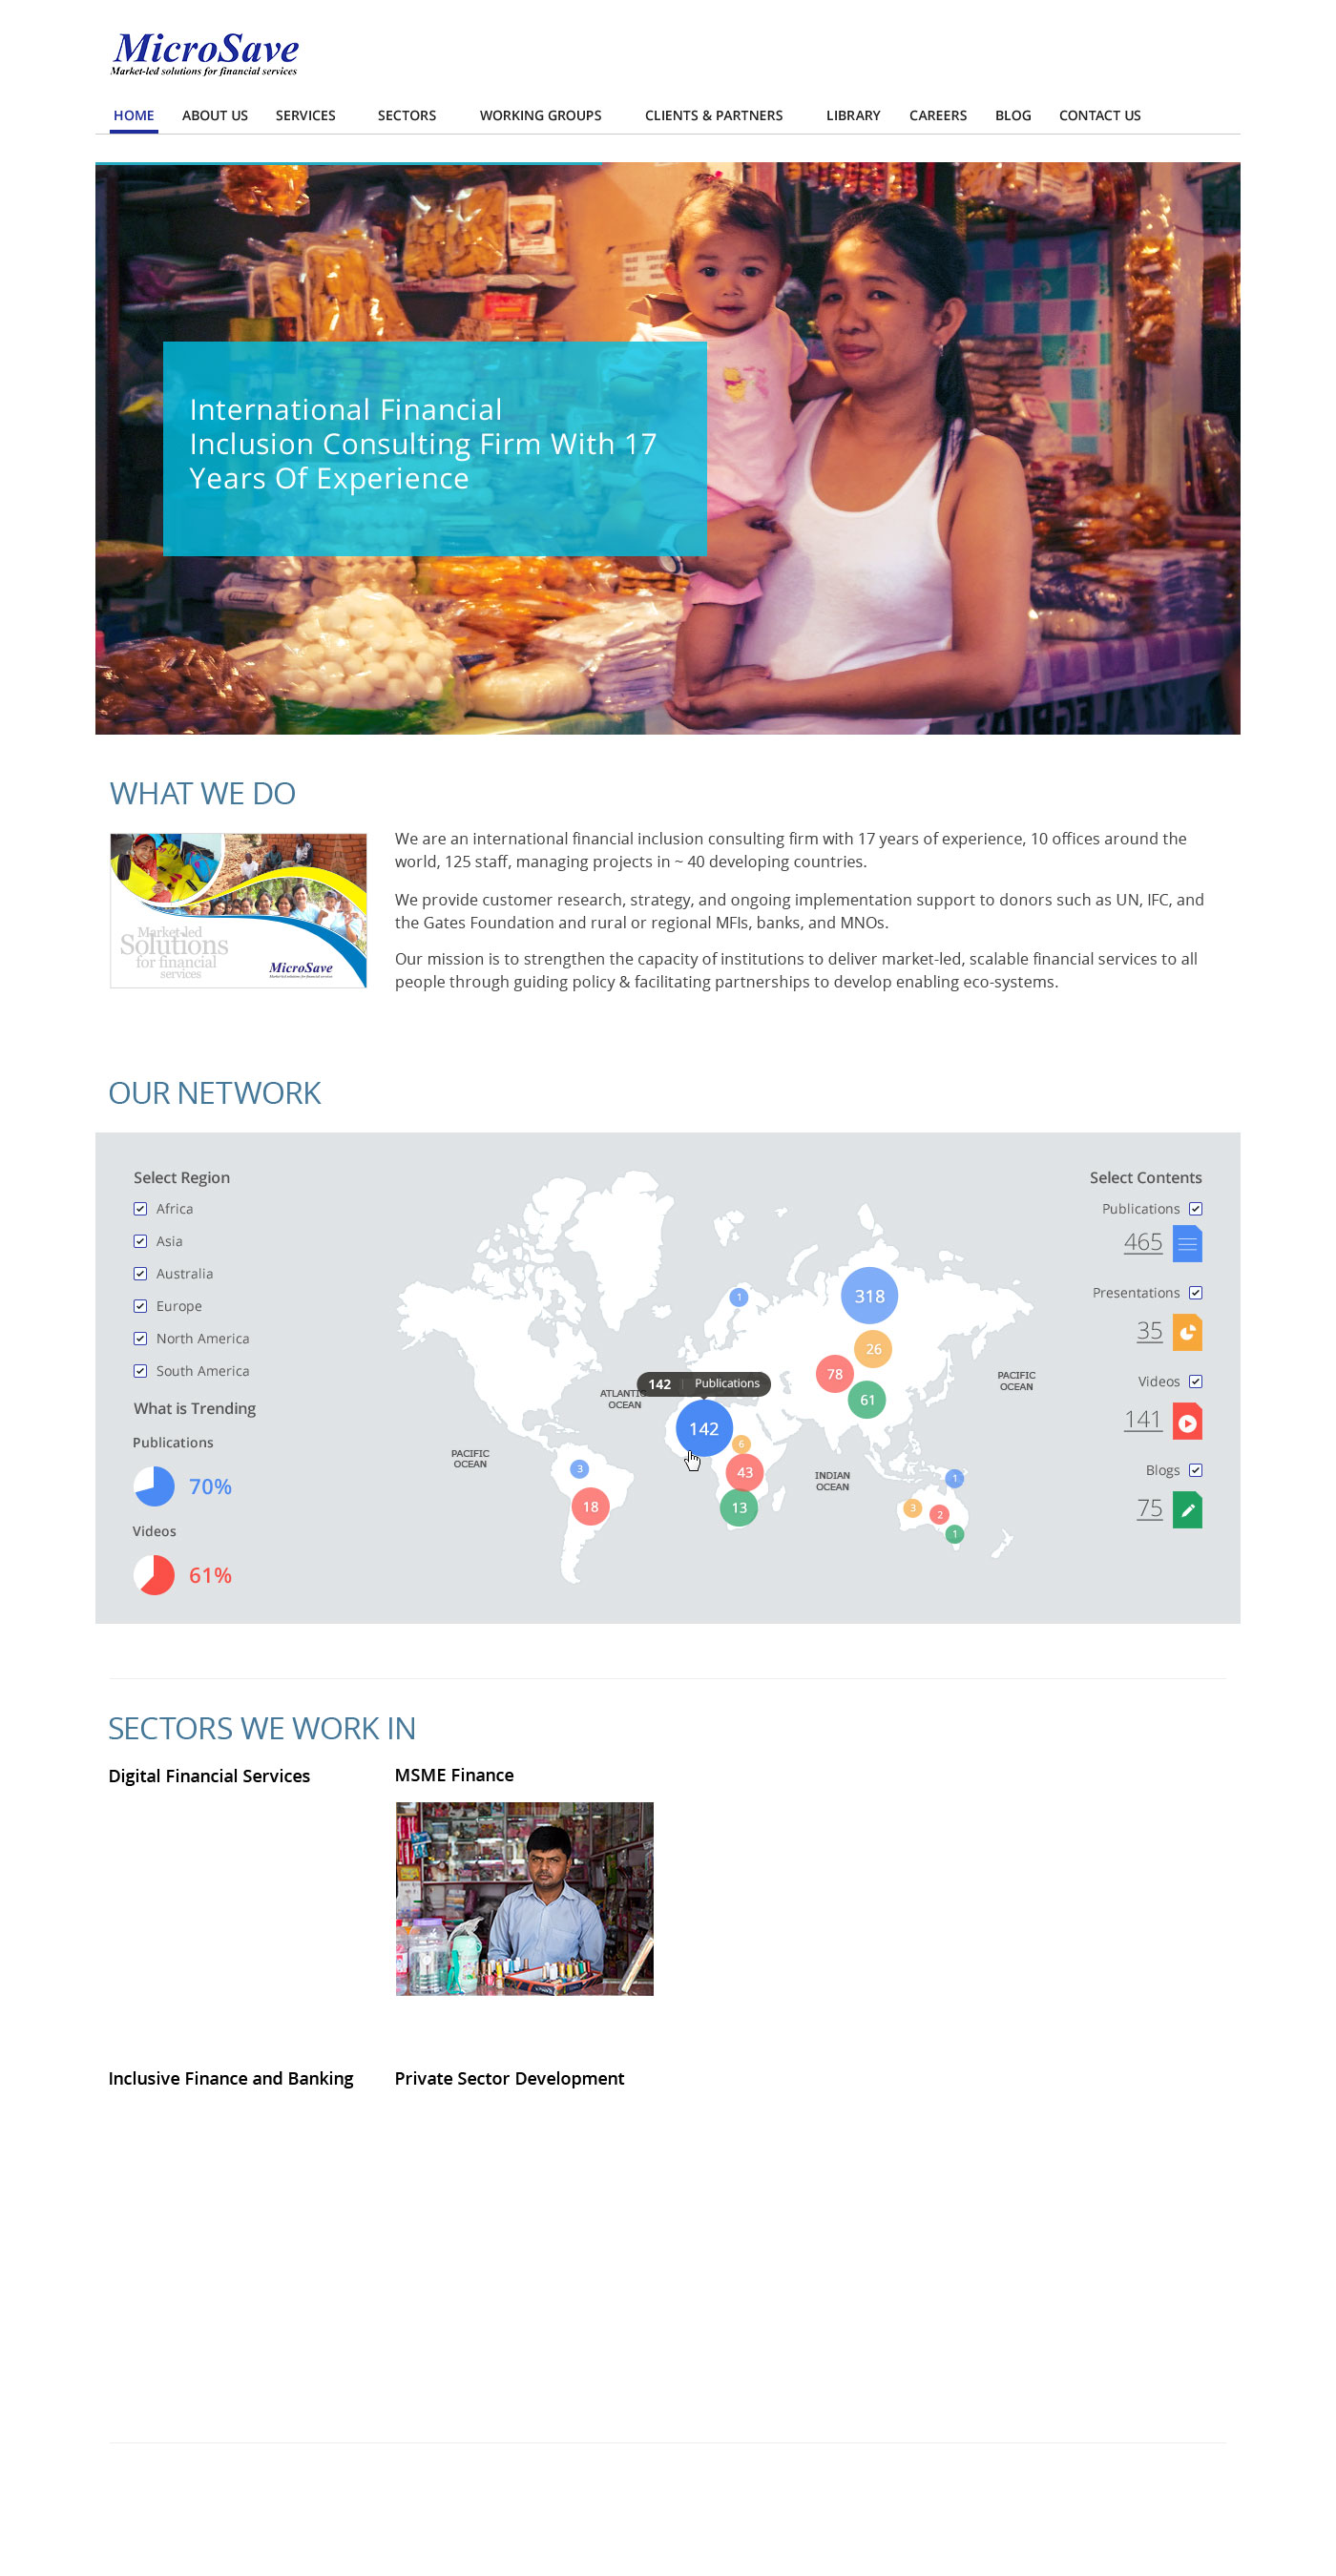 MicroSave
Market-led solutions for financial services
HOME ABOUT US SERVICES SECTORS WORKING GROUPS CLIENTS & PARTNERS LIBRARY CAREERS BLOG CONTACT US
International Financial
Inclusion Consulting Firm With 17
Years Of Experience
WHAT WE DO
Market-led
Solutions
for financial
services
MicroSave
Market-led solutions for financial services
We are an international financial inclusion consulting firm with 17 years of experience, 10 offices around the
world, 125 staff, managing projects in ~ 40 developing countries.
We provide customer research, strategy, and ongoing implementation support to donors such as UN, IFC, and
the Gates Foundation and rural or regional MFIs, banks, and MNOs.
Our mission is to strengthen the capacity of institutions to deliver market-led, scalable financial services to all
people through guiding policy & facilitating partnerships to develop enabling eco-systems.
OUR NETWORK
Select Region
Africa
Asia
Australia
Europe
North America
South America
What is Trending
Publications
70%
Videos
61%
1
318
26
78
61
142 | Publications
ATLANTIC
OCEAN
PACIFIC
OCEAN
142
6
43
13
PACIFIC
OCEAN
3
18
INDIAN
OCEAN
1
3
2
1
Select Contents
Publications
465
Presentations
35
Videos
141
Blogs
75
SECTORS WE WORK IN
Digital Financial Services
MSME Finance
Inclusive Finance and Banking
Private Sector Development